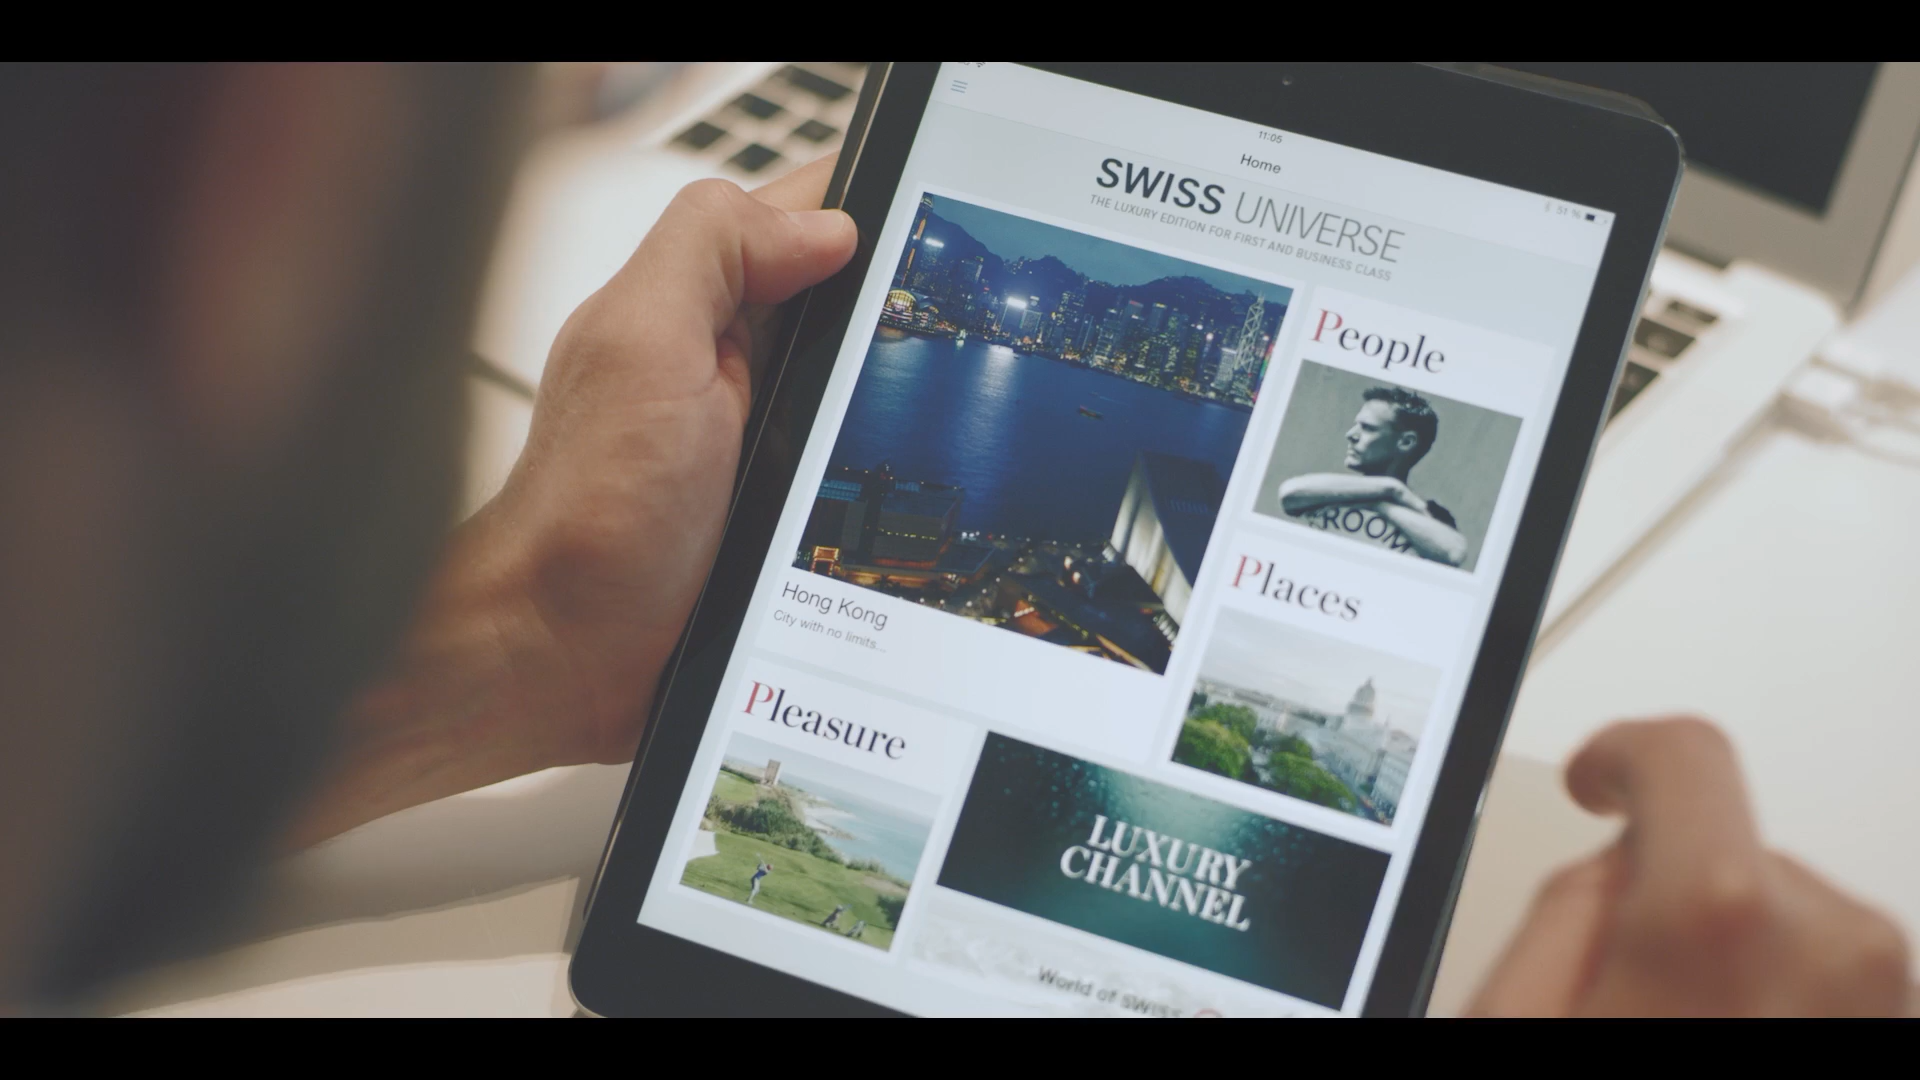 11:05
51 %
Home
SWISS UNIVERSE
THE LUXURY EDITION FOR FIRST AND BUSINESS CLASS
People
ROOM
Hong Kong
City with no limits...
Places
Pleasure
LUXURY
CHANNEL
World of SWISS